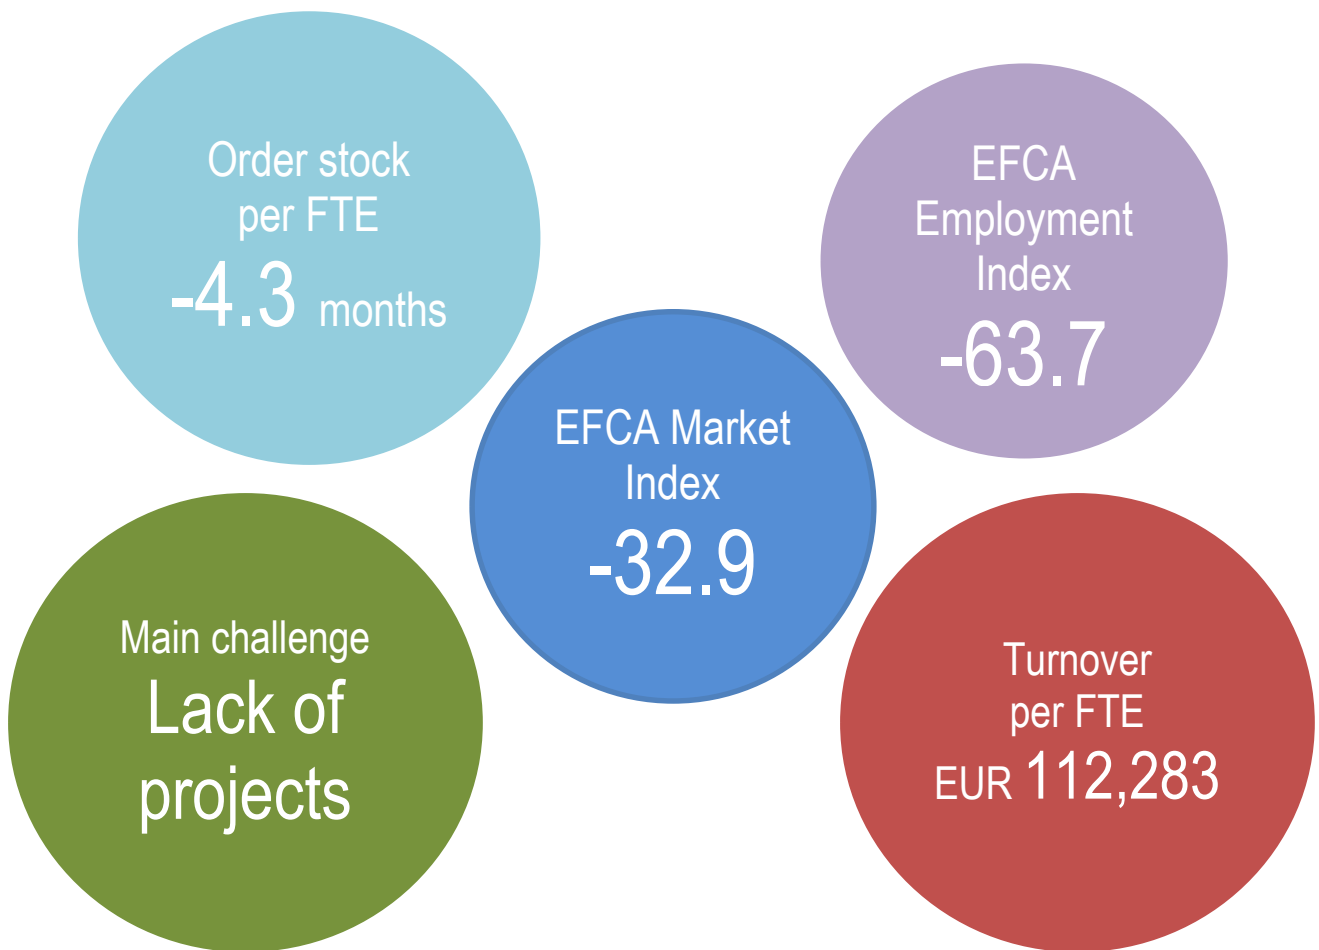 Order stock
per FTE
-4.3 months
EFCA
Employment
Index
-63.7
EFCA Market
Index
-32.9
Main challenge
Lack of
projects
Turnover
per FTE
EUR 112,283